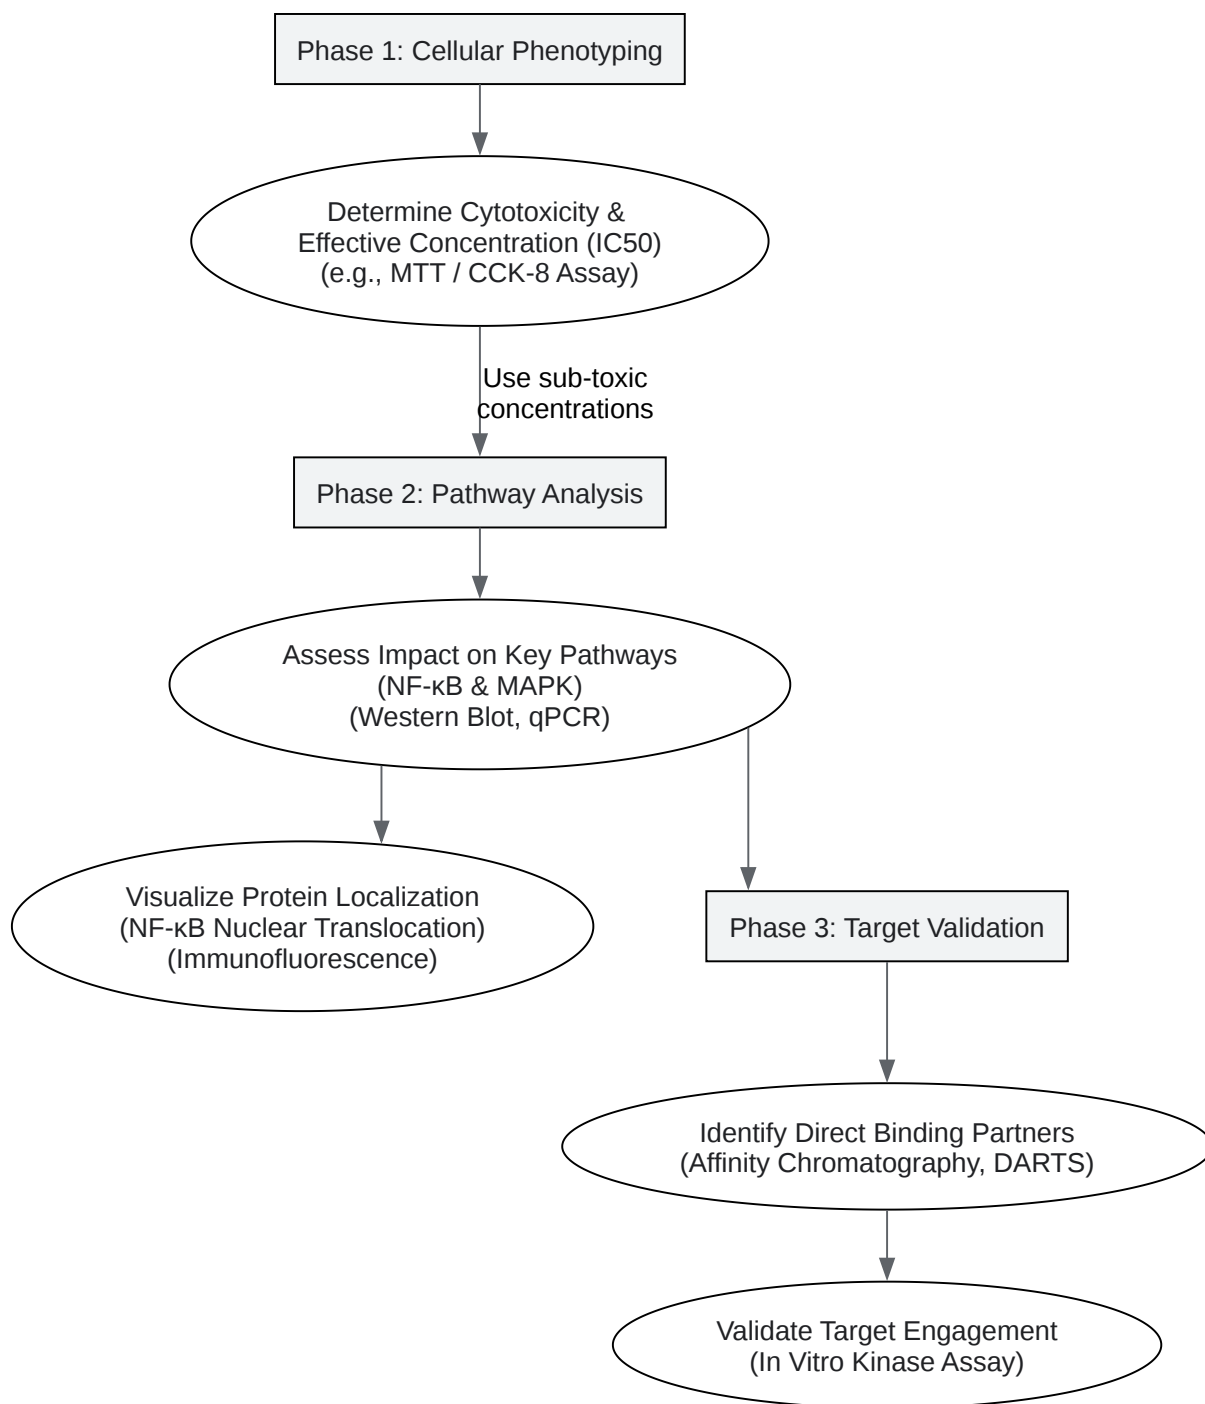 Phase 1: Cellular Phenotyping
Determine Cytotoxicity &
Effective Concentration (IC50)
(e.g., MTT / CCK-8 Assay)
Use sub-toxic
concentrations
Phase 2: Pathway Analysis
Assess Impact on Key Pathways
(NF-κB & MAPK)
(Western Blot, qPCR)
Visualize Protein Localization
(NF-κB Nuclear Translocation)
(Immunofluorescence)
Phase 3: Target Validation
Identify Direct Binding Partners
(Affinity Chromatography, DARTS)
Validate Target Engagement
(In Vitro Kinase Assay)